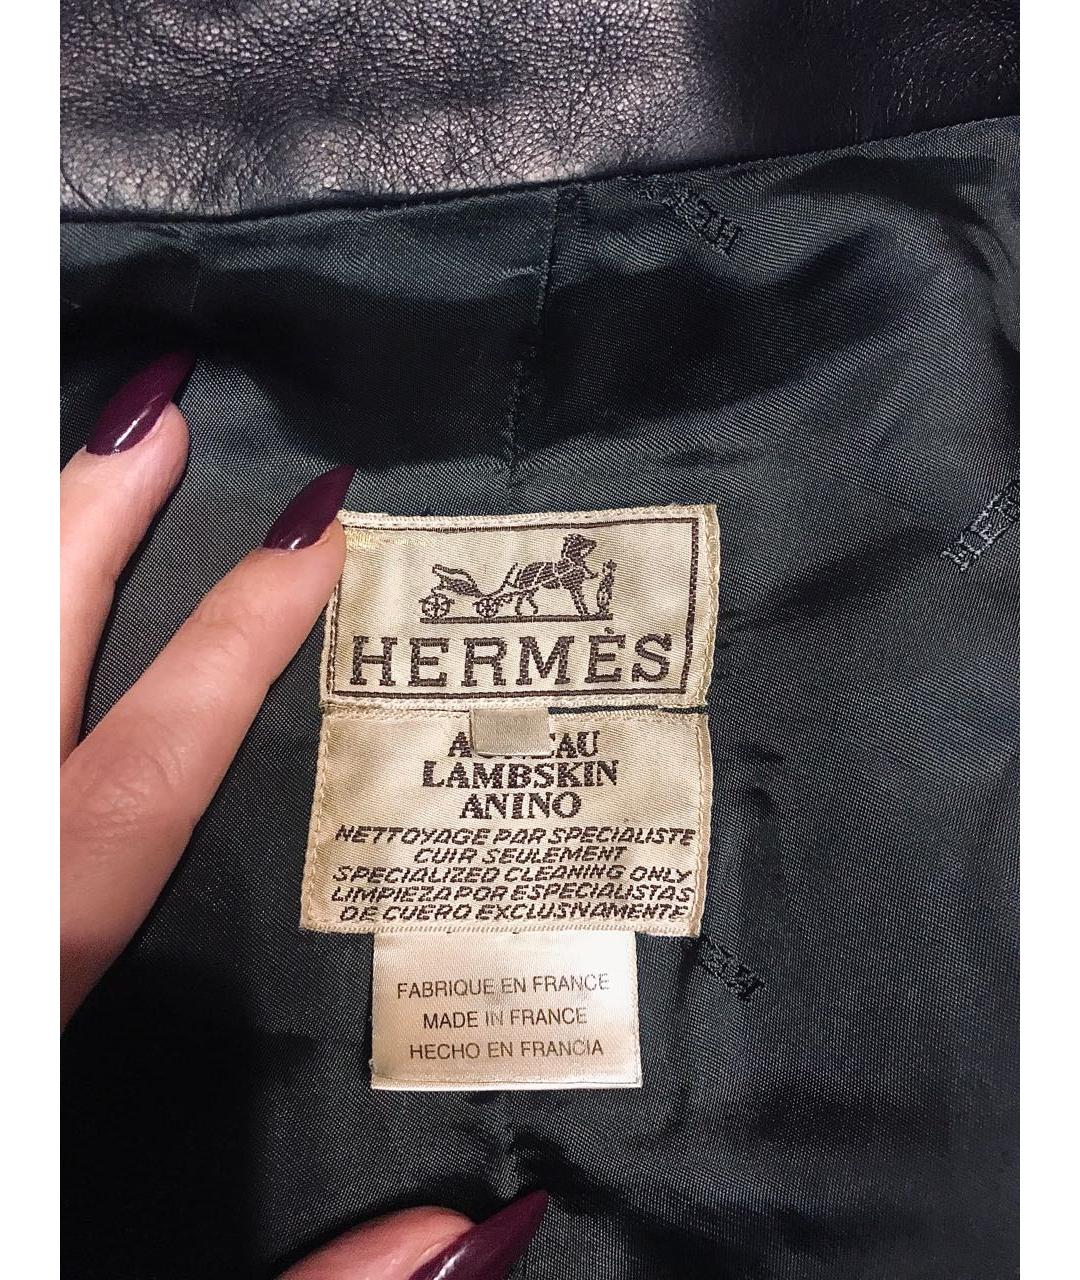 HERMÈS
LAMBSKIN
ANINO
NETTOYAGE PAR SPECIALISTE
CUIR SEULEMENT
SPECIALIZED CLEANING ONLY
LIMPIEZA POR ESPECIALISTAS
DE CUERO EXCLUSIVAMENTE
FABRIQUE EN FRANCE
MADE IN FRANCE
HECHO EN FRANCIA